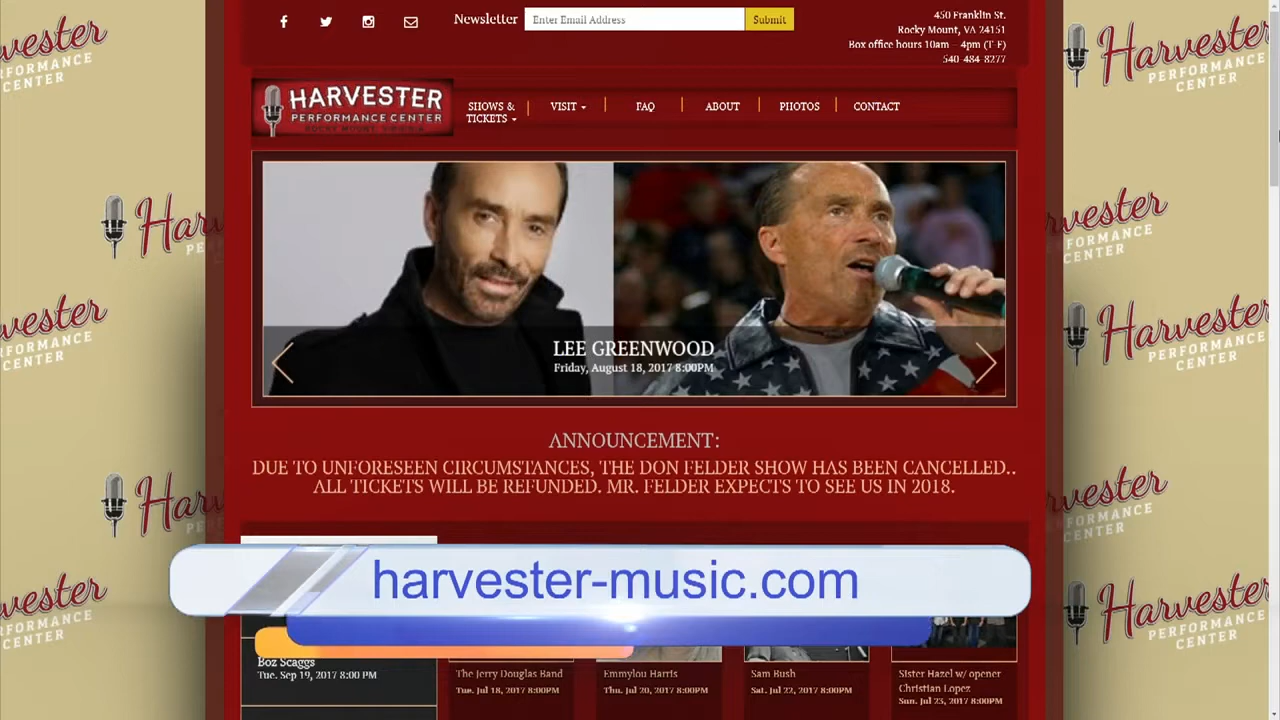 Newsletter
Enter Email Address
Submit
450 Franklin St.
Rocky Mount, VA 24151
Box office hours 10am – 4pm (T-F)
540-484-8277
HARVESTER
PERFORMANCE CENTER
ROCKY MOUNT, VIRGINIA
SHOWS &
TICKETS
VISIT
FAQ
ABOUT
PHOTOS
CONTACT
LEE GREENWOOD
Friday, August 18, 2017 8:00PM
ANNOUNCEMENT:
DUE TO UNFORESEEN CIRCUMSTANCES, THE DON FELDER SHOW HAS BEEN CANCELLED..
ALL TICKETS WILL BE REFUNDED. MR. FELDER EXPECTS TO SEE US IN 2018.
harvester-music.com
Boz Scaggs
Tue. Sep 19, 2017 8:00 PM
The Jerry Douglas Band
Tue. Jul 18, 2017 8:00PM
Emmylou Harris
Thu. Jul 20, 2017 8:00PM
Sam Bush
Sat. Jul 22, 2017 8:00PM
Sister Hazel w/ opener
Christian Lopez
Sun. Jul 23, 2017 8:00PM
Harvester
PERFORMANCE
CENTER